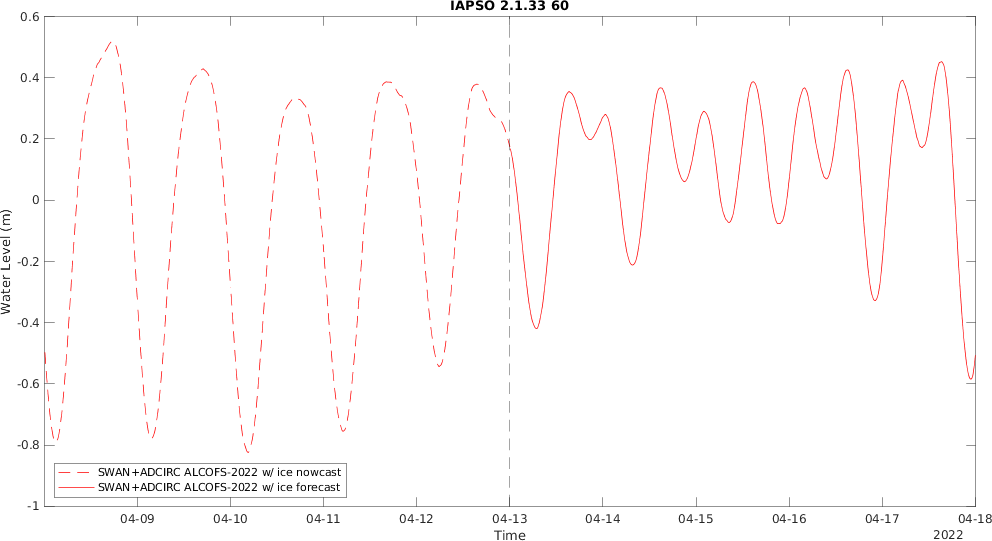 IAPSO 2.1.33 60
0.6
0.4
0.2
0
-0.2
-0.4
-0.6
-0.8
-1
Water Level (m)
SWAN+ADCIRC ALCOFS-2022 w/ ice nowcast
SWAN+ADCIRC ALCOFS-2022 w/ ice forecast
04-09 04-10 04-11 04-12 04-13 04-14 04-15 04-16 04-17 04-18
Time
2022